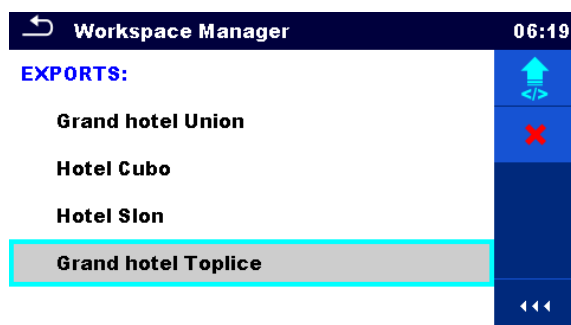 Workspace Manager 06:19
EXPORTS:
</>
Grand hotel Union
Hotel Cubo
Hotel Slon
Grand hotel Toplice